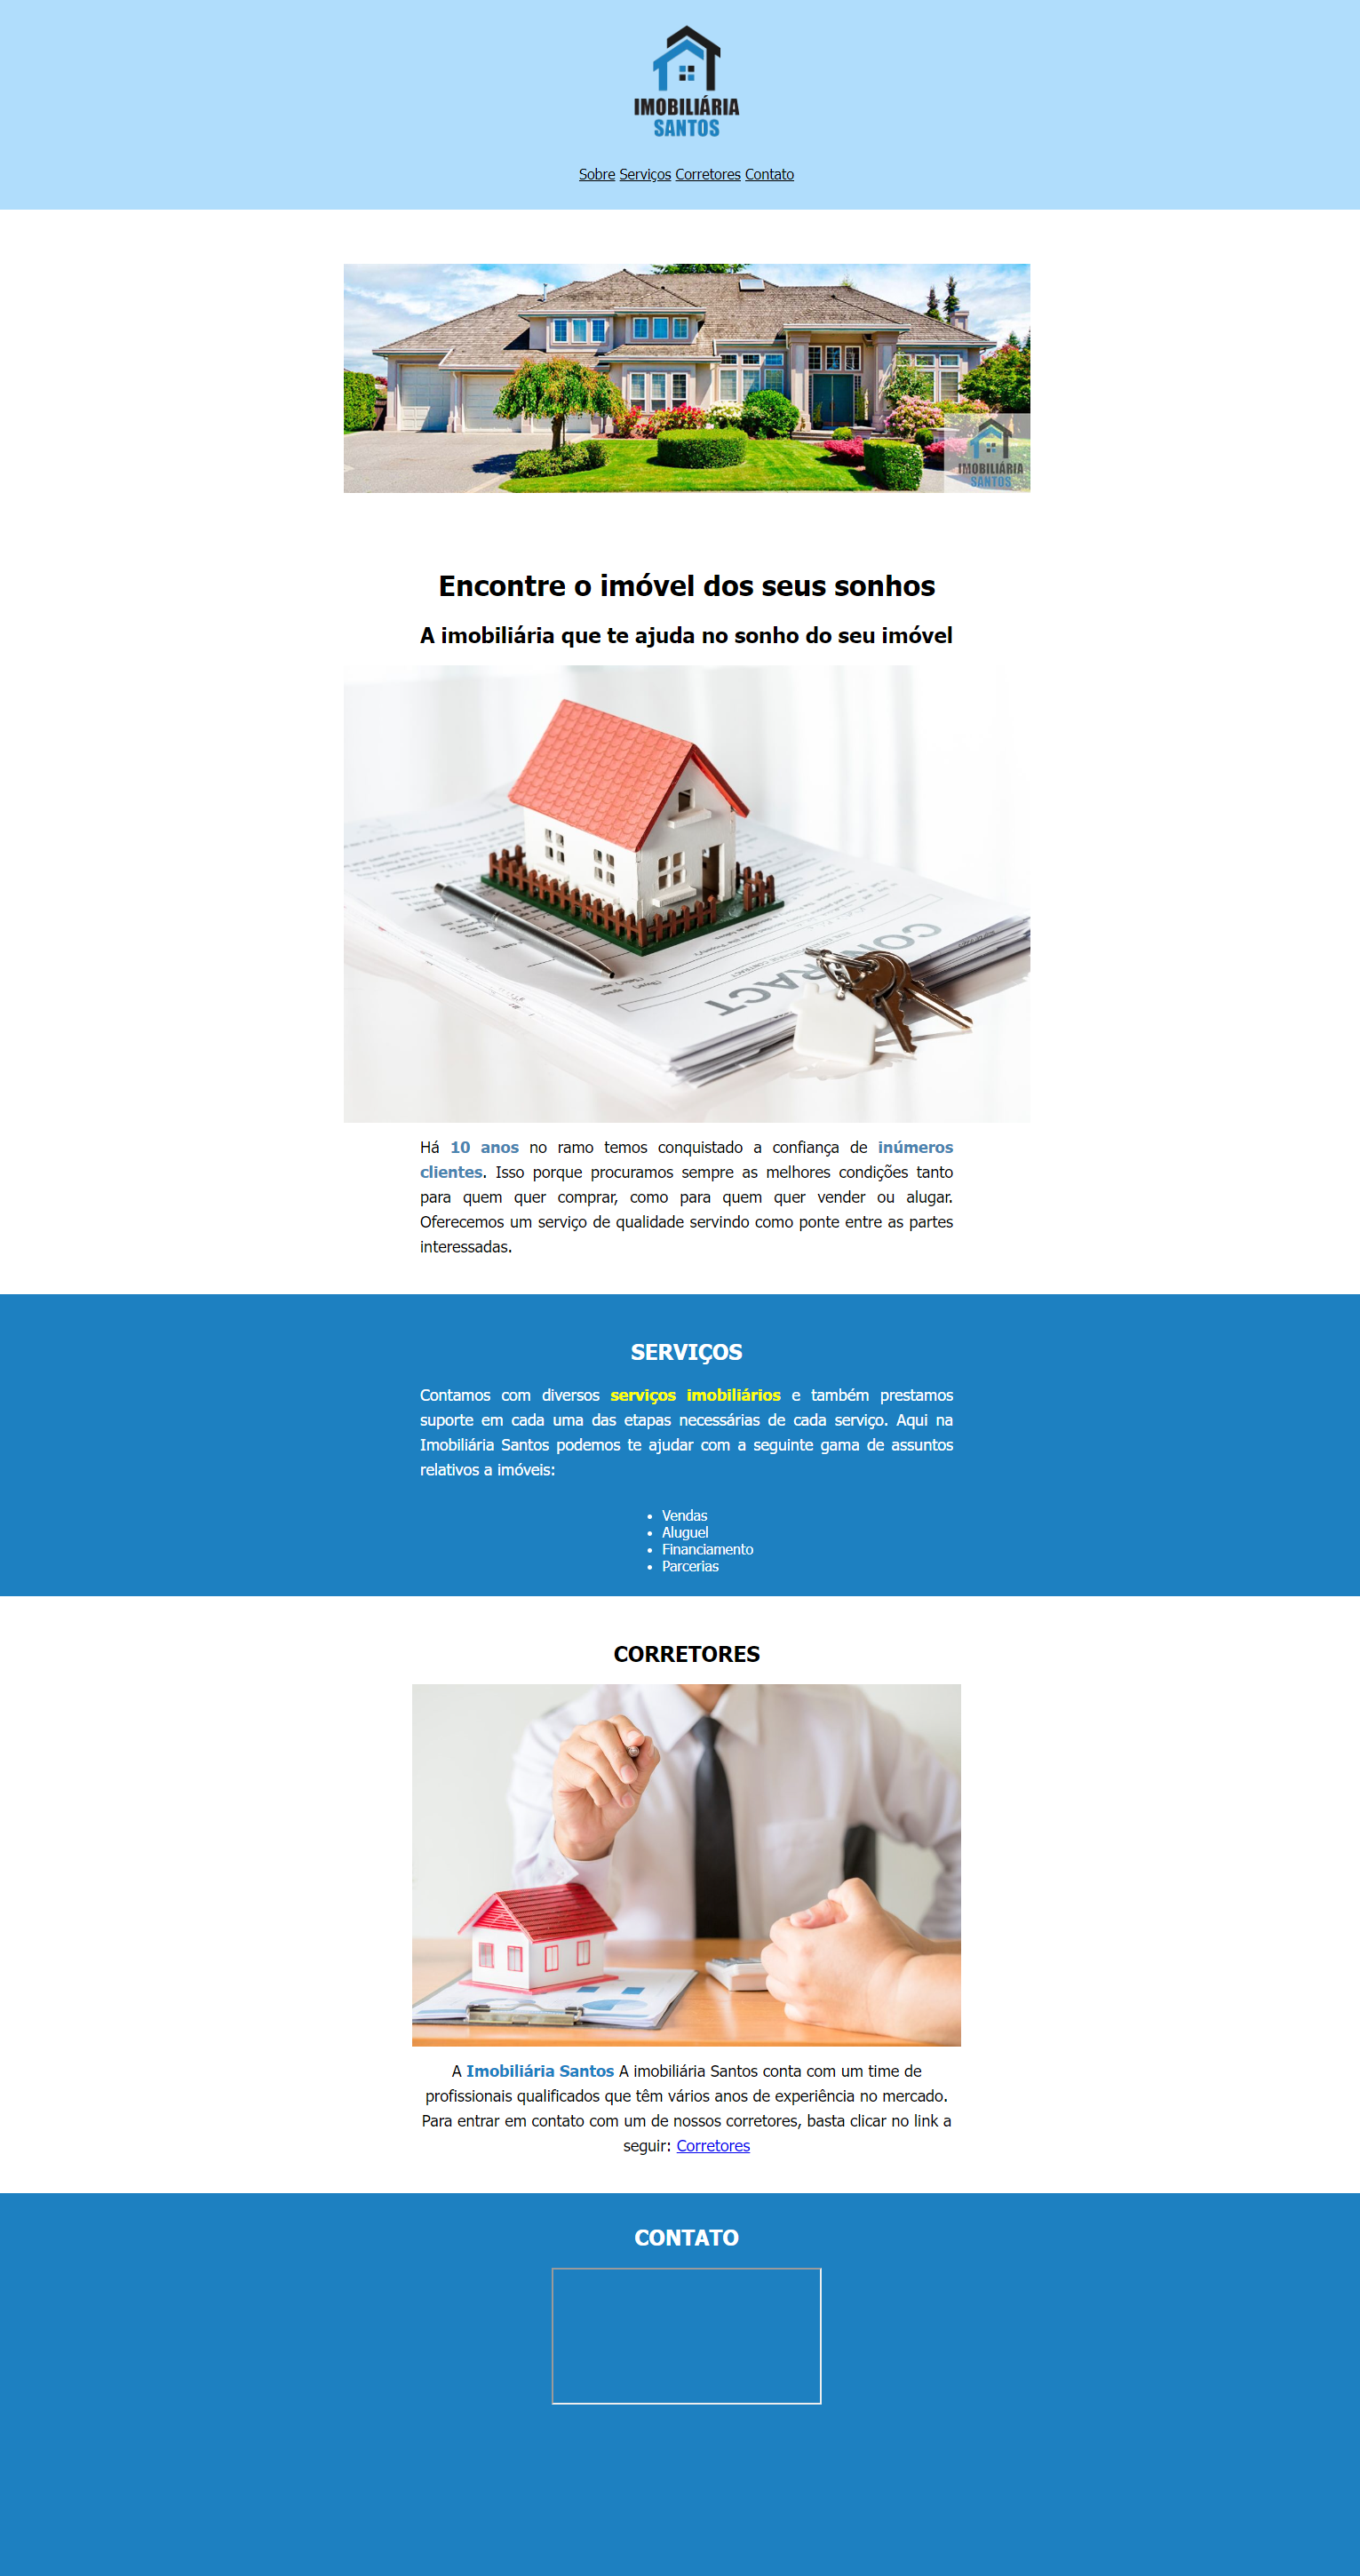 IMOBILIÁRIA
SANTOS
Sobre Serviços Corretores Contato
IMOBILIÁRIA
SANTOS
Encontre o imóvel dos seus sonhos
A imobiliária que te ajuda no sonho do seu imóvel
CONTRACT
Há 10 anos no ramo temos conquistado a confiança de inúmeros
clientes. Isso porque procuramos sempre as melhores condições tanto
para quem quer comprar, como para quem quer vender ou alugar.
Oferecemos um serviço de qualidade servindo como ponte entre as partes
interessadas.
SERVIÇOS
Contamos com diversos serviços imobiliários e também prestamos
suporte em cada uma das etapas necessárias de cada serviço. Aqui na
Imobiliária Santos podemos te ajudar com a seguinte gama de assuntos
relativos a imóveis:
• Vendas
• Aluguel
• Financiamento
• Parcerias
CORRETORES
A Imobiliária Santos A imobiliária Santos conta com um time de
profissionais qualificados que têm vários anos de experiência no mercado.
Para entrar em contato com um de nossos corretores, basta clicar no link a
seguir: Corretores
CONTATO